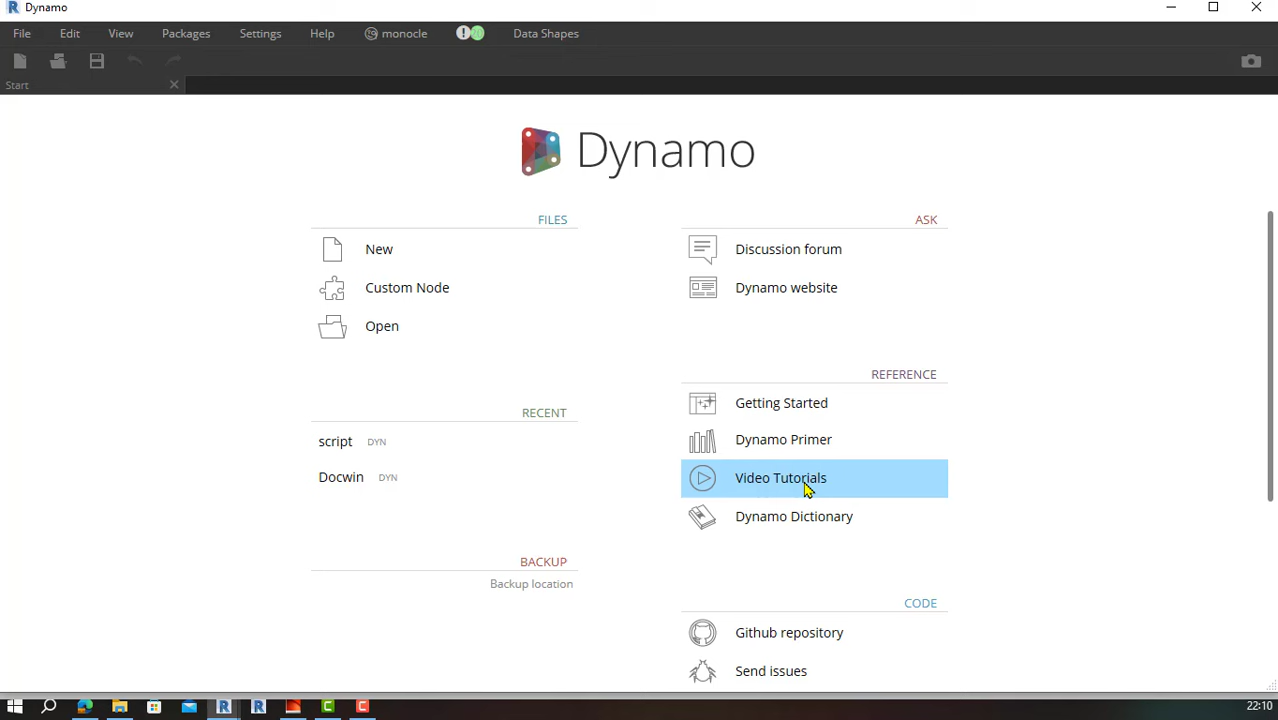 Dynamo
File Edit View Packages Settings Help monocle Data Shapes
Start
Dynamo
FILES
New
Custom Node
Open
RECENT
script DYN
Docwin DYN
BACKUP
Backup location
ASK
Discussion forum
Dynamo website
REFERENCE
Getting Started
Dynamo Primer
Video Tutorials
Dynamo Dictionary
CODE
Github repository
Send issues
22:10